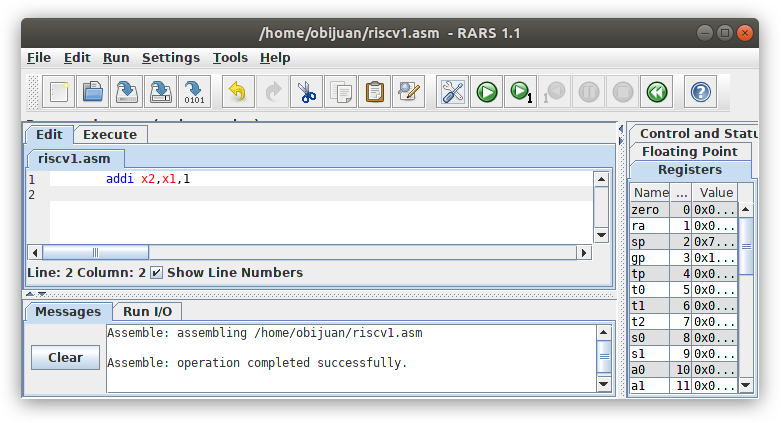 /home/obijuan/riscv1.asm - RARS 1.1
File Edit Run Settings Tools Help
0101
1
1
Edit Execute
riscv1.asm
1 addi x2,x1,1
2
Line: 2 Column: 2 Show Line Numbers
Messages Run I/O
Clear
Assemble: assembling /home/obijuan/riscv1.asm
Assemble: operation completed successfully.
Control and Statu
Floating Point
Registers
Name ... Value
zero 0 0x0...
ra 1 0x0...
sp 2 0x7...
gp 3 0x1...
tp 4 0x0...
t0 5 0x0...
t1 6 0x0...
t2 7 0x0...
s0 8 0x0...
s1 9 0x0...
a0 10 0x0...
a1 11 0x0...